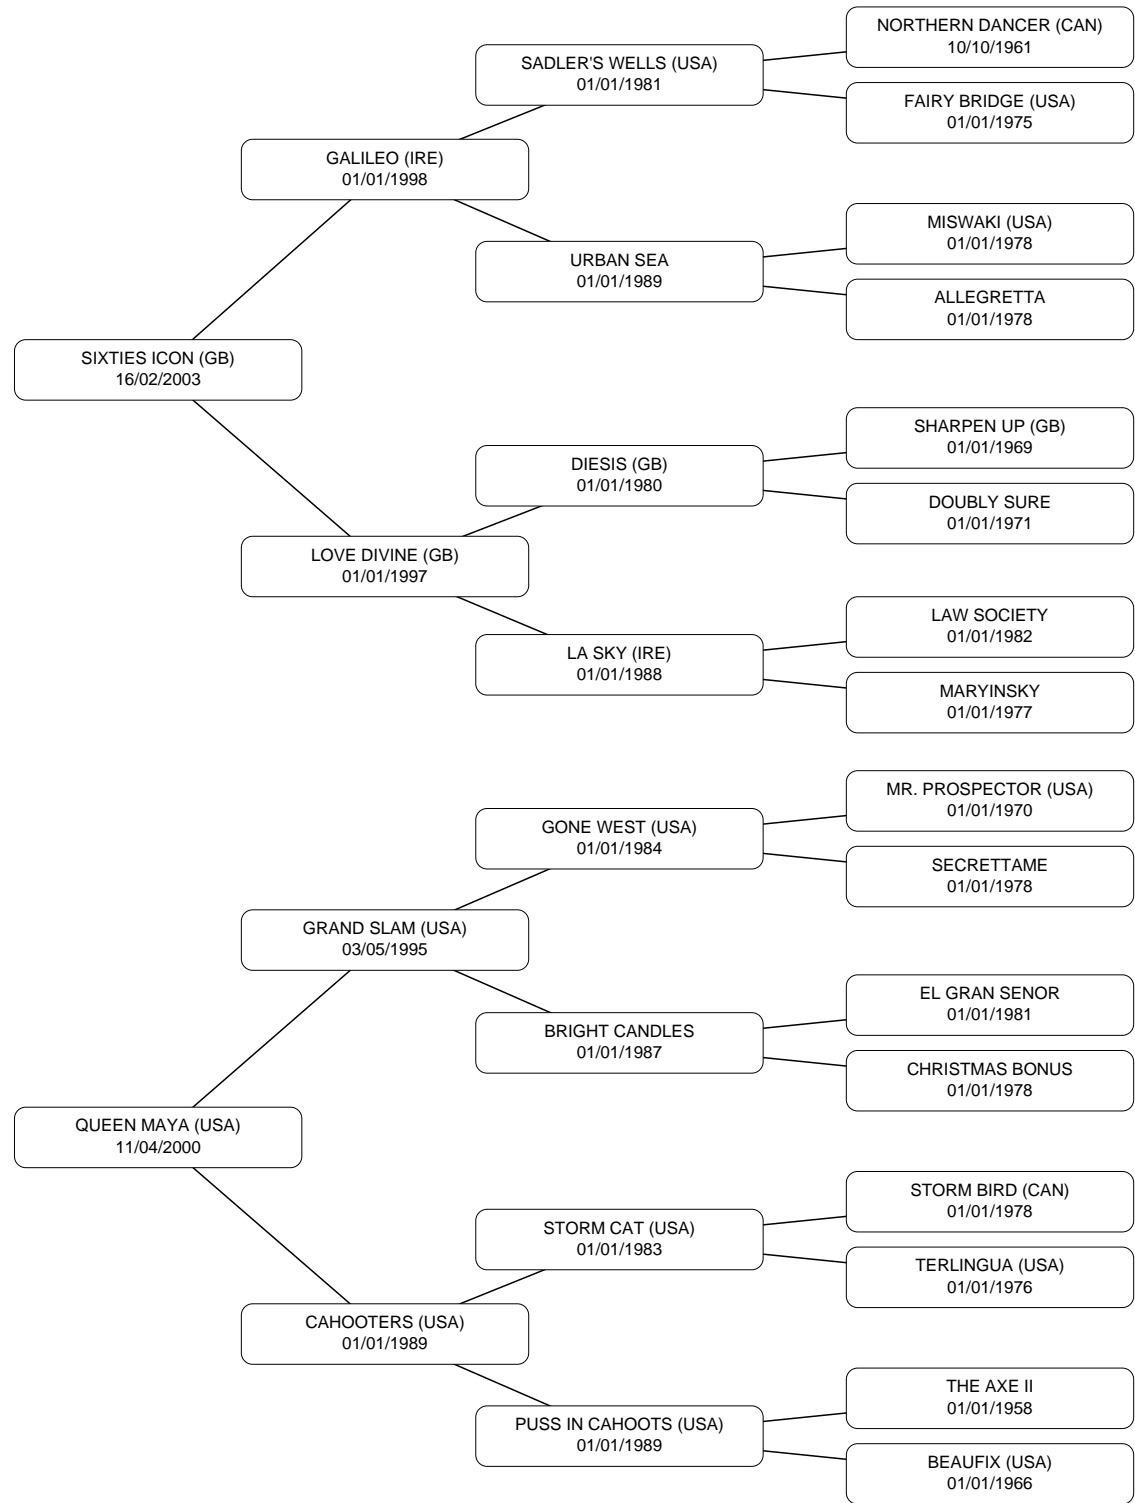 NORTHERN DANCER (CAN)
10/10/1961
SADLER'S WELLS (USA)
01/01/1981
FAIRY BRIDGE (USA)
01/01/1975
GALILEO (IRE)
01/01/1998
MISWAKI (USA)
01/01/1978
URBAN SEA
01/01/1989
ALLEGRETTA
01/01/1978
SIXTIES ICON (GB)
16/02/2003
SHARPEN UP (GB)
01/01/1969
DIESIS (GB)
01/01/1980
DOUBLY SURE
01/01/1971
LOVE DIVINE (GB)
01/01/1997
LAW SOCIETY
01/01/1982
LA SKY (IRE)
01/01/1988
MARYINSKY
01/01/1977
MR. PROSPECTOR (USA)
01/01/1970
GONE WEST (USA)
01/01/1984
SECRETTAME
01/01/1978
GRAND SLAM (USA)
03/05/1995
EL GRAN SENOR
01/01/1981
BRIGHT CANDLES
01/01/1987
CHRISTMAS BONUS
01/01/1978
QUEEN MAYA (USA)
11/04/2000
STORM BIRD (CAN)
01/01/1978
STORM CAT (USA)
01/01/1983
TERLINGUA (USA)
01/01/1976
CAHOOTERS (USA)
01/01/1989
THE AXE II
01/01/1958
PUSS IN CAHOOTS (USA)
01/01/1989
BEAUFIX (USA)
01/01/1966